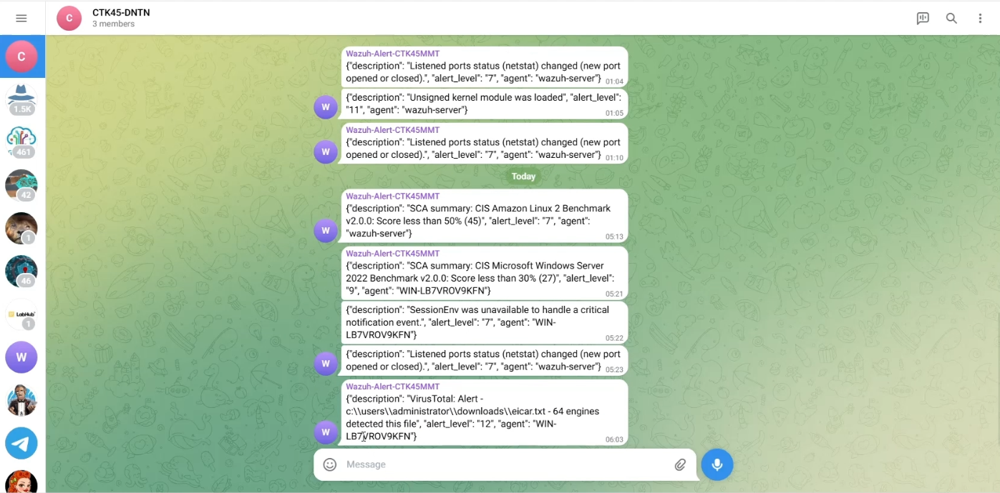 C
CTK45-DNTN
3 members
C
1.5K
461
42
1
46
LabHub
1
W
Wazuh-Alert-CTK45MMT
{"description": "Listened ports status (netstat) changed (new port
opened or closed).", "alert_level": "7", "agent": "wazuh-server"} 01:04
W
{"description": "Unsigned kernel module was loaded", "alert_level":
"11", "agent": "wazuh-server"} 01:05
Wazuh-Alert-CTK45MMT
W
{"description": "Listened ports status (netstat) changed (new port
opened or closed).", "alert_level": "7", "agent": "wazuh-server"} 01:10
Today
Wazuh-Alert-CTK45MMT
{"description": "SCA summary: CIS Amazon Linux 2 Benchmark
v2.0.0: Score less than 50% (45)", "alert_level": "7", "agent":
W
"wazuh-server"} 05:13
Wazuh-Alert-CTK45MMT
{"description": "SCA summary: CIS Microsoft Windows Server
2022 Benchmark v2.0.0: Score less than 30% (27)", "alert_level":
"9", "agent": "WIN-LB7VROV9KFN"} 05:21
{"description": "SessionEnv was unavailable to handle a critical
notification event.", "alert_level": "7", "agent": "WIN-
LB7VROV9KFN"} 05:22
W
{"description": "Listened ports status (netstat) changed (new port
opened or closed).", "alert_level": "7", "agent": "wazuh-server"} 05:23
Wazuh-Alert-CTK45MMT
{"description": "VirusTotal: Alert -
c:\\users\\administrator\\downloads\\eicar.txt - 64 engines
detected this file", "alert_level": "12", "agent": "WIN-
W
LB7VROV9KFN"} 06:03
Message